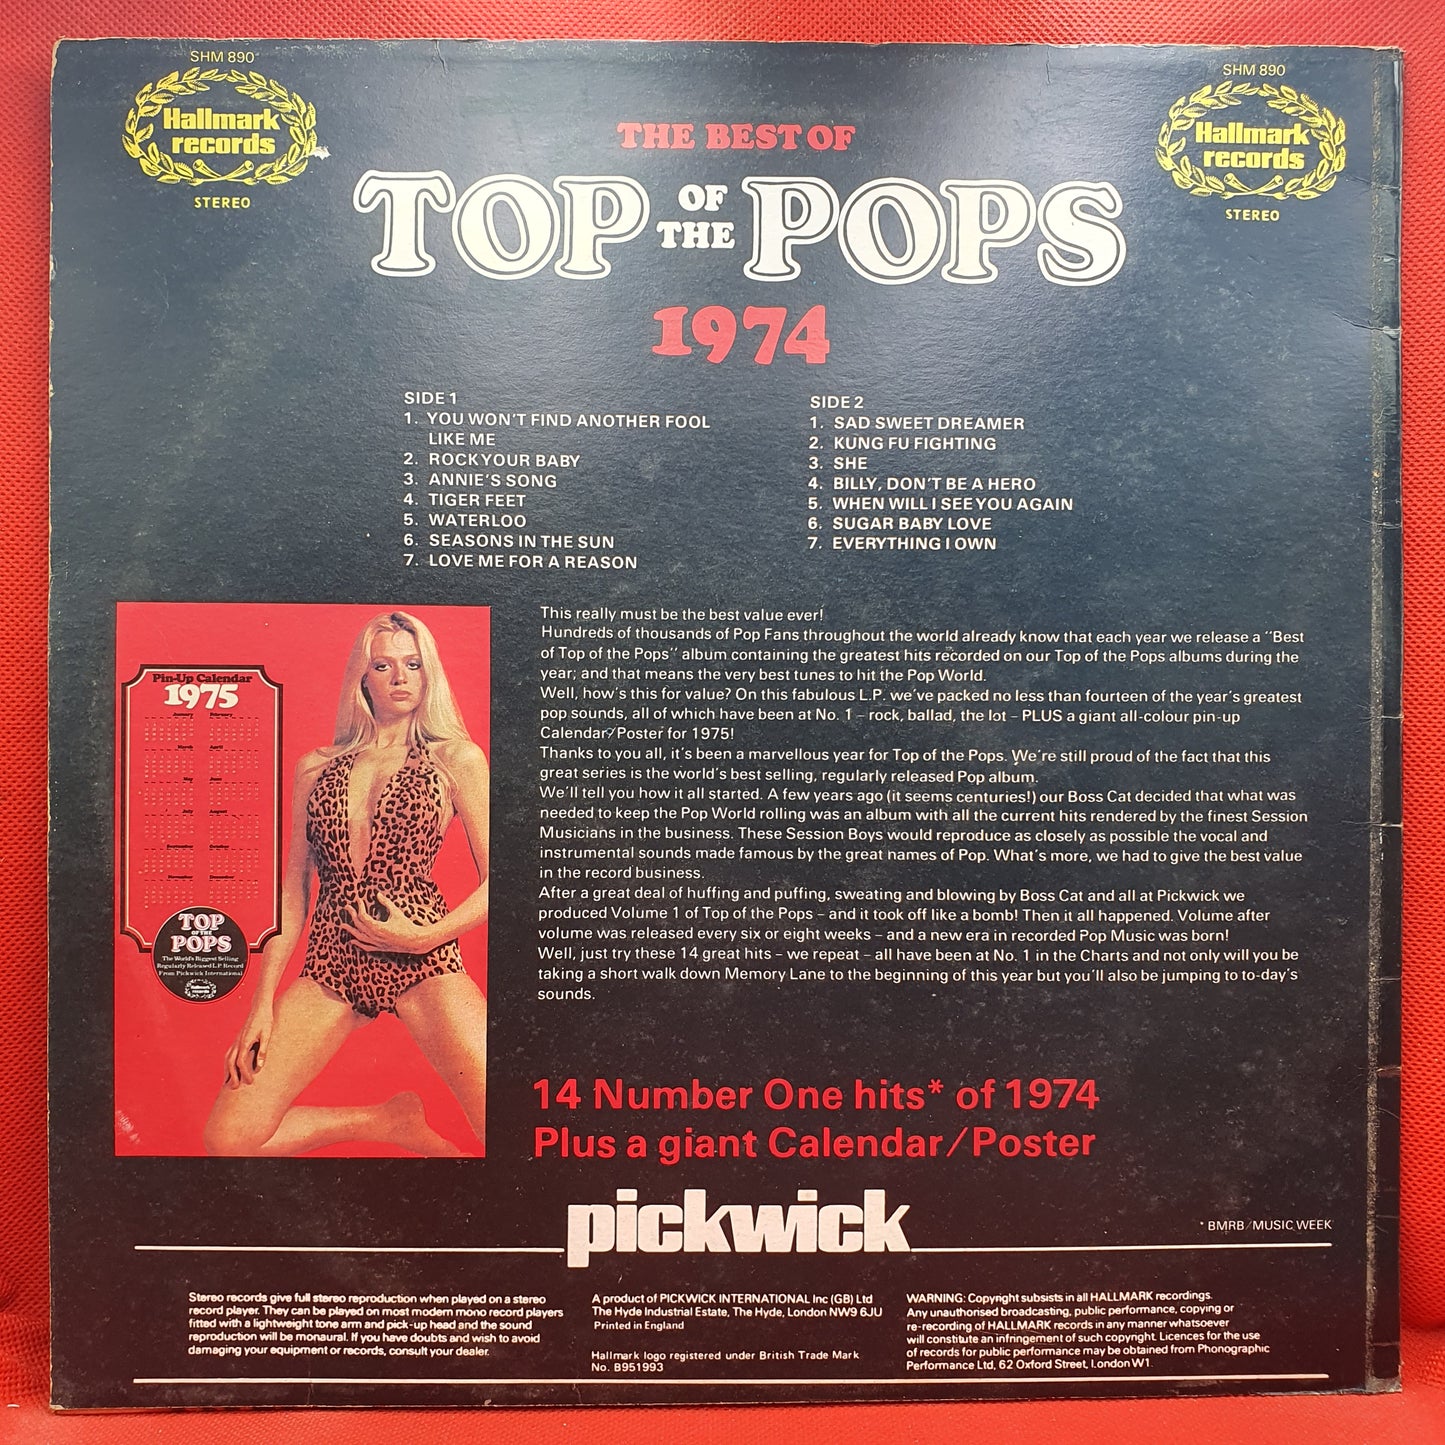 SHM 890
Hallmark
records
STEREO
SHM 890
Hallmark
records
STEREO
THE BEST OF
TOP OF THE POPS
1974
SIDE 1
1. YOU WON'T FIND ANOTHER FOOL
LIKE ME
2. ROCK YOUR BABY
3. ANNIE'S SONG
4. TIGER FEET
5. WATERLOO
6. SEASONS IN THE SUN
7. LOVE ME FOR A REASON
SIDE 2
1. SAD SWEET DREAMER
2. KUNG FU FIGHTING
3. SHE
4. BILLY, DON'T BE A HERO
5. WHEN WILL I SEE YOU AGAIN
6. SUGAR BABY LOVE
7. EVERYTHING I OWN
Pin-Up Calendar
1975
January February
March April
May June
July August
September October
November December
TOP
OF THE
POPS
The World's Biggest Selling
Regularly Released L.P. Record
From Pickwick International
Hallmark
records
This really must be the best value ever!
Hundreds of thousands of Pop Fans throughout the world already know that each year we release a "Best
of Top of the Pops" album containing the greatest hits recorded on our Top of the Pops albums during the
year; and that means the very best tunes to hit the Pop World.
Well, how's this for value? On this fabulous L.P. we've packed no less than fourteen of the year's greatest
pop sounds, all of which have been at No. 1 – rock, ballad, the lot – PLUS a giant all-colour pin-up
Calendar/Poster for 1975!
Thanks to you all, it's been a marvellous year for Top of the Pops. We're still proud of the fact that this
great series is the world's best selling, regularly released Pop album.
We'll tell you how it all started. A few years ago (it seems centuries!) our Boss Cat decided that what was
needed to keep the Pop World rolling was an album with all the current hits rendered by the finest Session
Musicians in the business. These Session Boys would reproduce as closely as possible the vocal and
instrumental sounds made famous by the great names of Pop. What's more, we had to give the best value
in the record business.
After a great deal of huffing and puffing, sweating and blowing by Boss Cat and all at Pickwick we
produced Volume 1 of Top of the Pops – and it took off like a bomb! Then it all happened. Volume after
volume was released every six or eight weeks – and a new era in recorded Pop Music was born!
Well, just try these 14 great hits – we repeat – all have been at No. 1 in the Charts and not only will you be
taking a short walk down Memory Lane to the beginning of this year but you'll also be jumping to to-day's
sounds.
14 Number One hits* of 1974
Plus a giant Calendar/Poster
pickwick
* BMRB/MUSIC WEEK
Stereo records give full stereo reproduction when played on a stereo
record player. They can be played on most modern mono record players
fitted with a lightweight tone arm and pick-up head and the sound
reproduction will be monaural. If you have doubts and wish to avoid
damaging your equipment or records, consult your dealer.
A product of PICKWICK INTERNATIONAL Inc (GB) Ltd
The Hyde Industrial Estate, The Hyde, London NW9 6JU
Printed in England
Hallmark logo registered under British Trade Mark
No. B951993
WARNING: Copyright subsists in all HALLMARK recordings.
Any unauthorised broadcasting, public performance, copying or
re-recording of HALLMARK records in any manner whatsoever
will constitute an infringement of such copyright. Licences for the use
of records for public performance may be obtained from Phonographic
Performance Ltd, 62 Oxford Street, London W1.